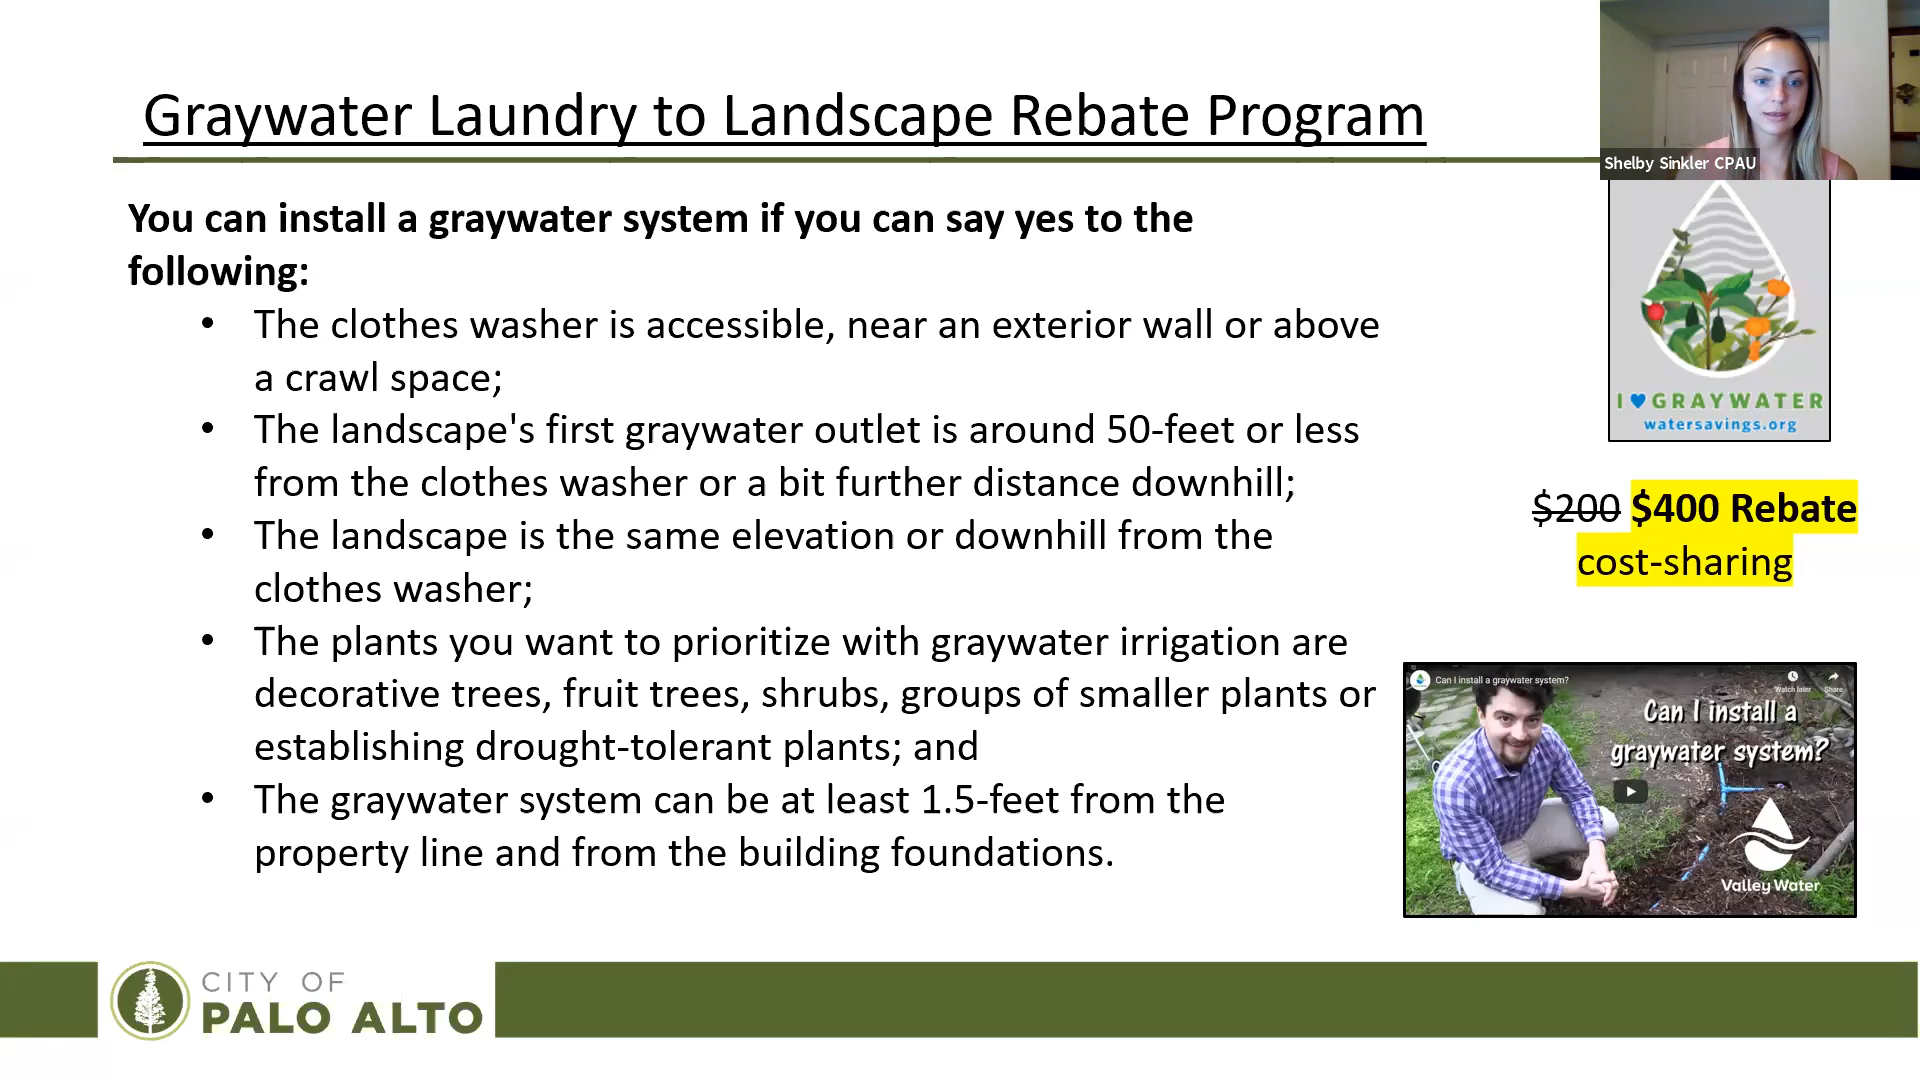 Graywater Laundry to Landscape Rebate Program
Shelby Sinkler CPAU
You can install a graywater system if you can say yes to the
following:
• The clothes washer is accessible, near an exterior wall or above
a crawl space;
• The landscape's first graywater outlet is around 50-feet or less
from the clothes washer or a bit further distance downhill;
• The landscape is the same elevation or downhill from the
clothes washer;
• The plants you want to prioritize with graywater irrigation are
decorative trees, fruit trees, shrubs, groups of smaller plants or
establishing drought-tolerant plants; and
• The graywater system can be at least 1.5-feet from the
property line and from the building foundations.
I GRAYWATER
watersavings.org
$200 $400 Rebate
cost-sharing
Can I install a graywater system?
Watch later
Share
Can I install a
graywater system?
Valley Water
CITY OF
PALO ALTO